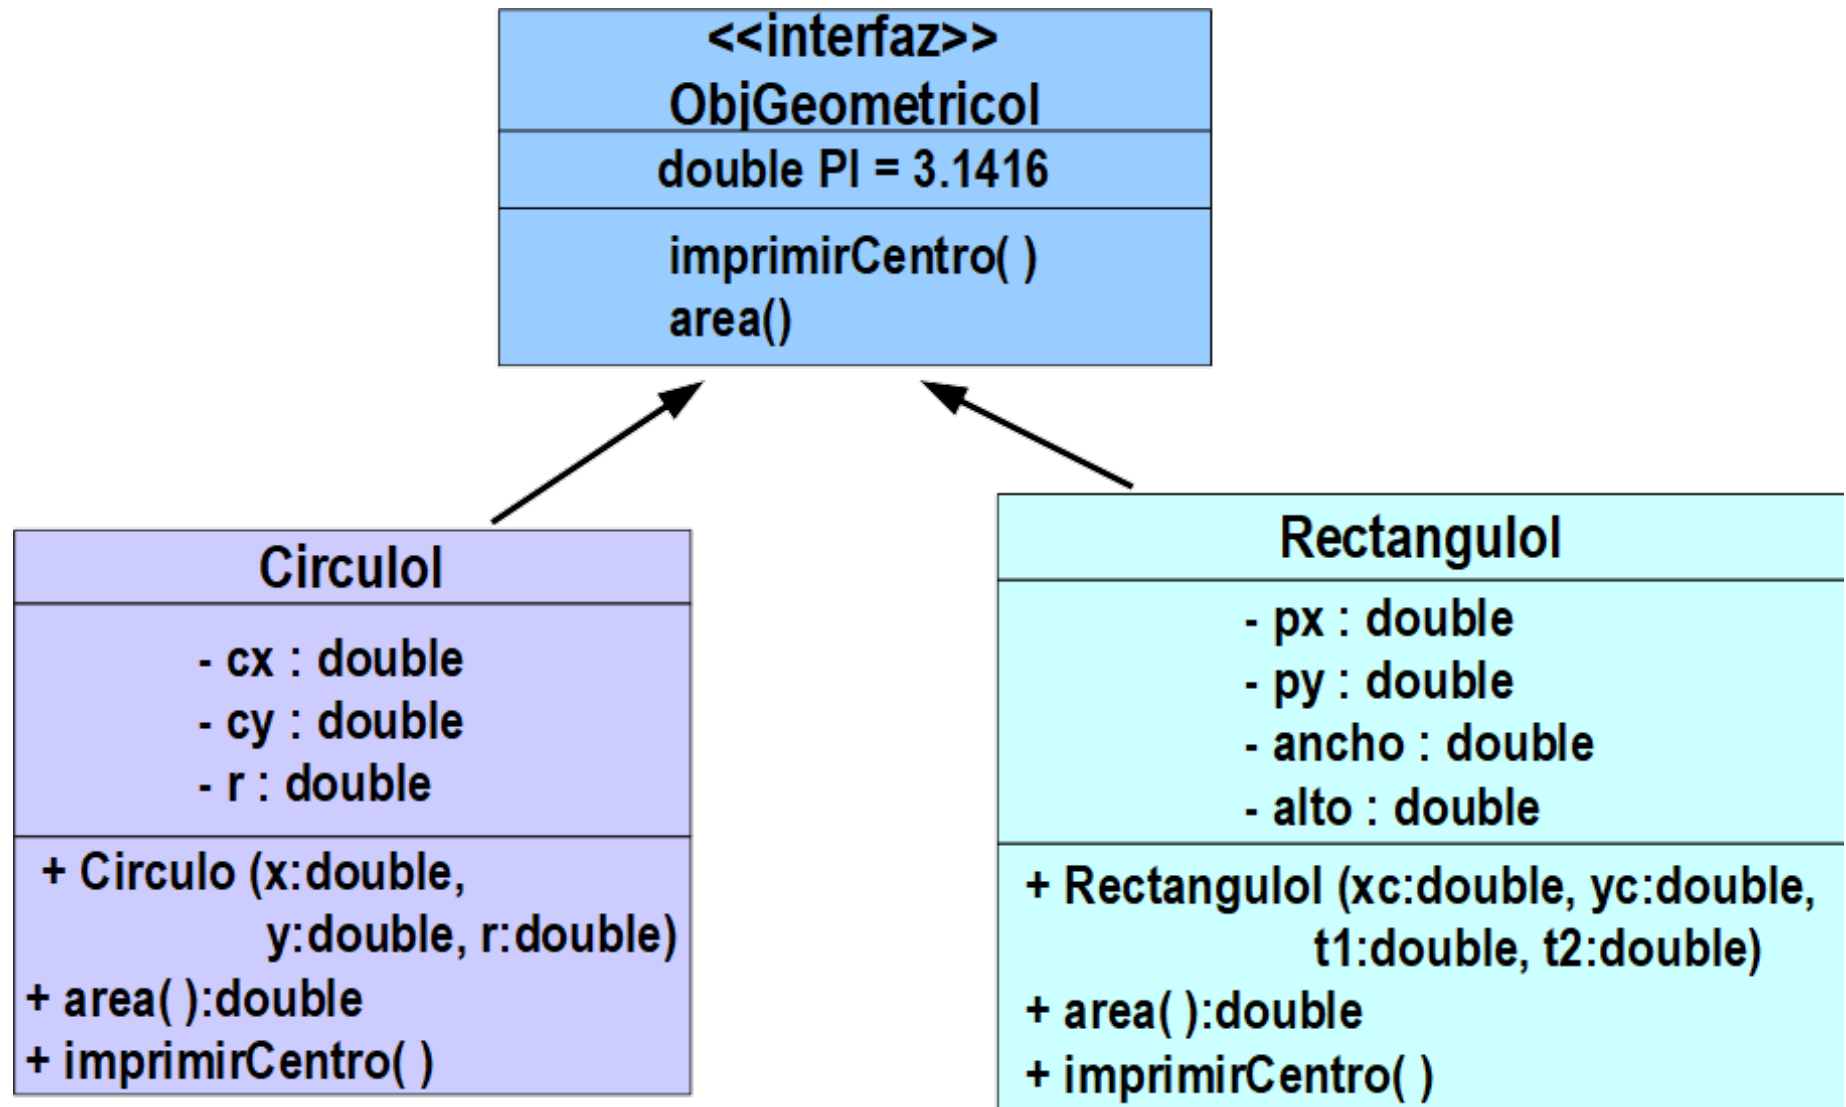 <<interfaz>>
ObjGeometricoI
double PI = 3.1416
imprimirCentro( )
area()
CirculoI
- cx : double
- cy : double
- r : double
+ Circulo (x:double,
y:double, r:double)
+ area( ):double
+ imprimirCentro( )
RectanguloI
- px : double
- py : double
- ancho : double
- alto : double
+ RectanguloI (xc:double, yc:double,
t1:double, t2:double)
+ area( ):double
+ imprimirCentro( )